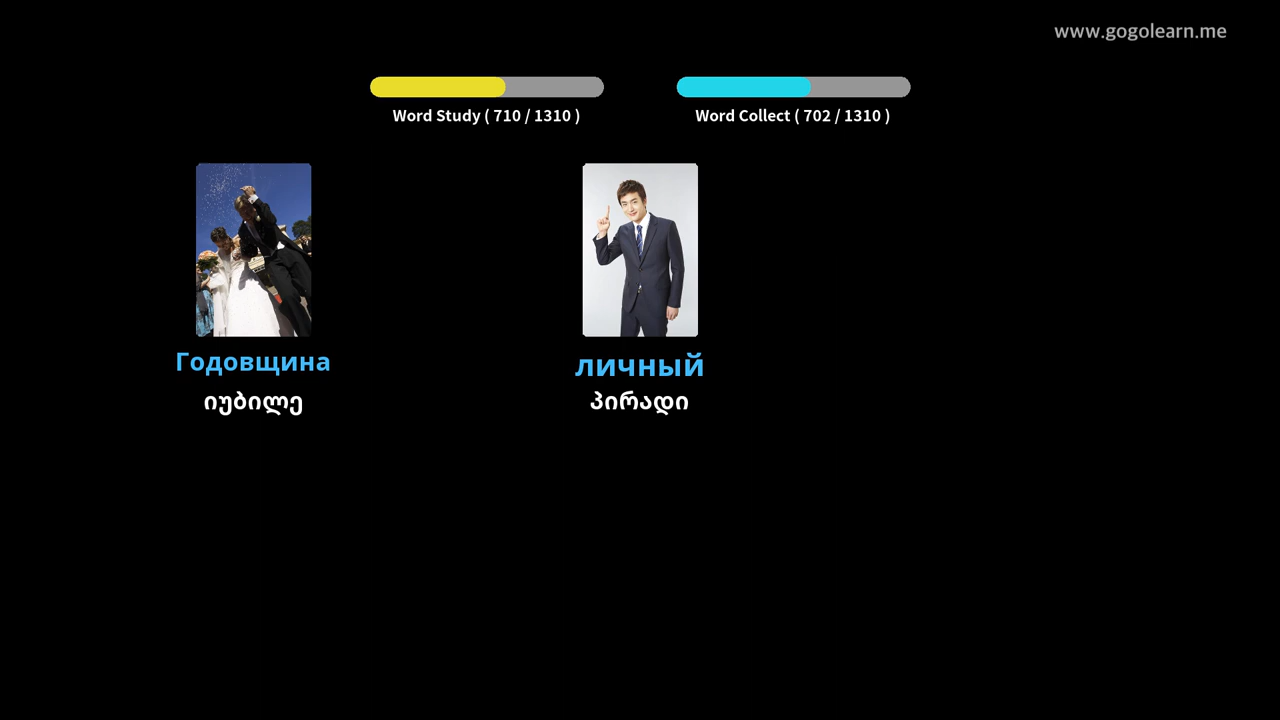 www.gogolearn.me
Word Study ( 710 / 1310 )
Word Collect ( 702 / 1310 )
Годовщина
იუბილე
личный
პირადი